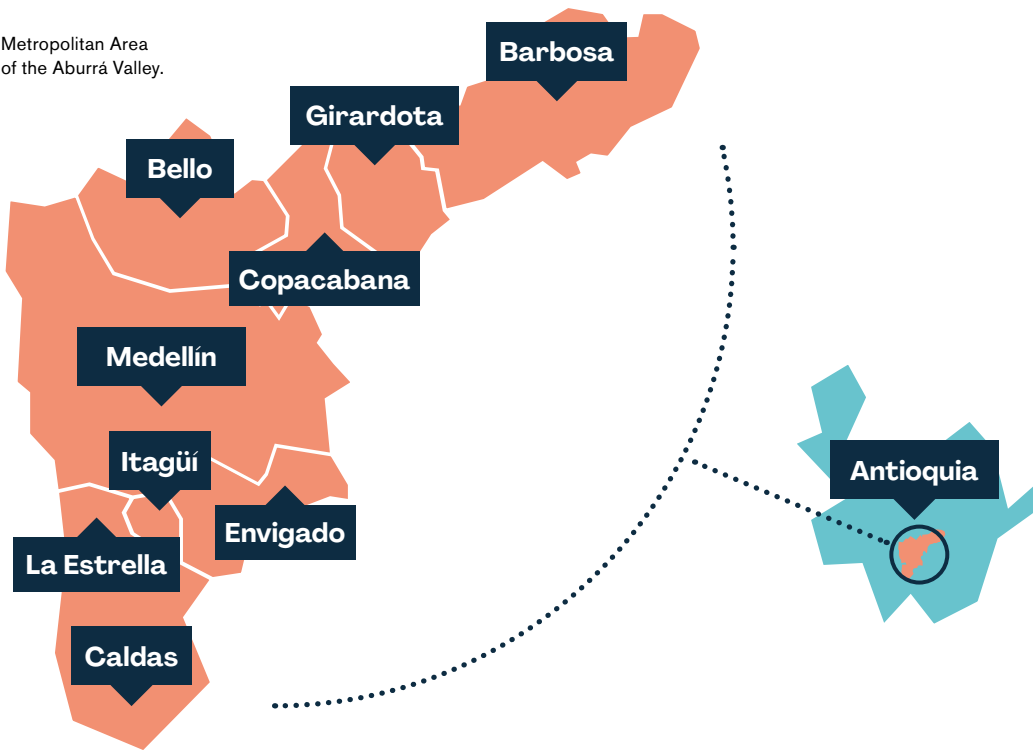 Metropolitan Area
of the Aburrá Valley.
Barbosa
Girardota
Bello
Copacabana
Medellín
Itagüí
Envigado
La Estrella
Caldas
Antioquia